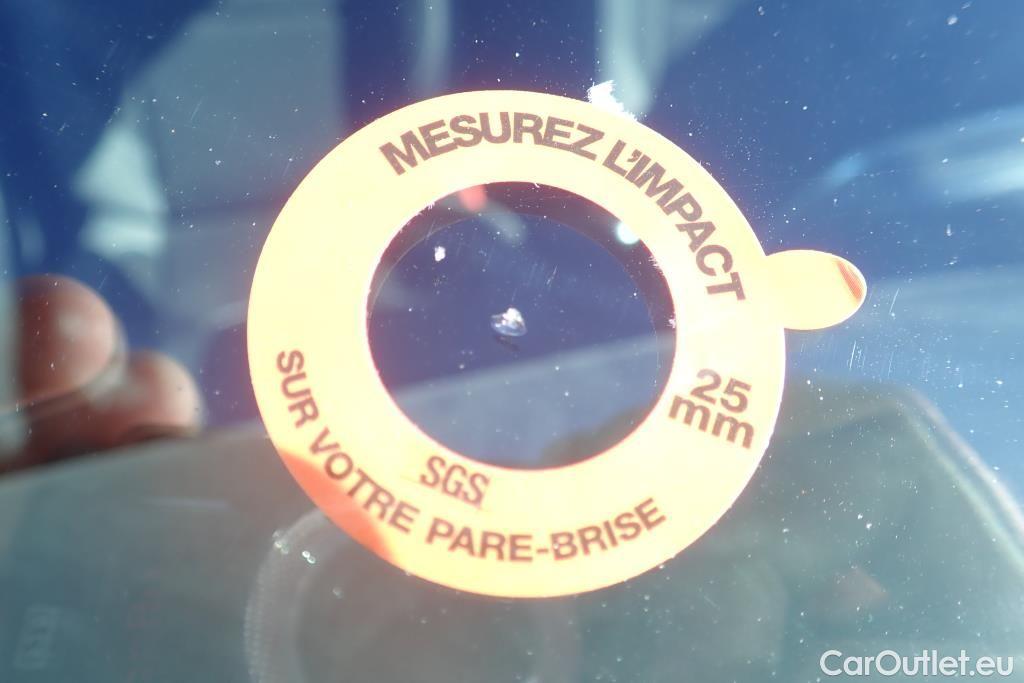 MESUREZ L'IMPACT
25
mm
SGS
SUR VOTRE PARE-BRISE
CarOutlet.eu